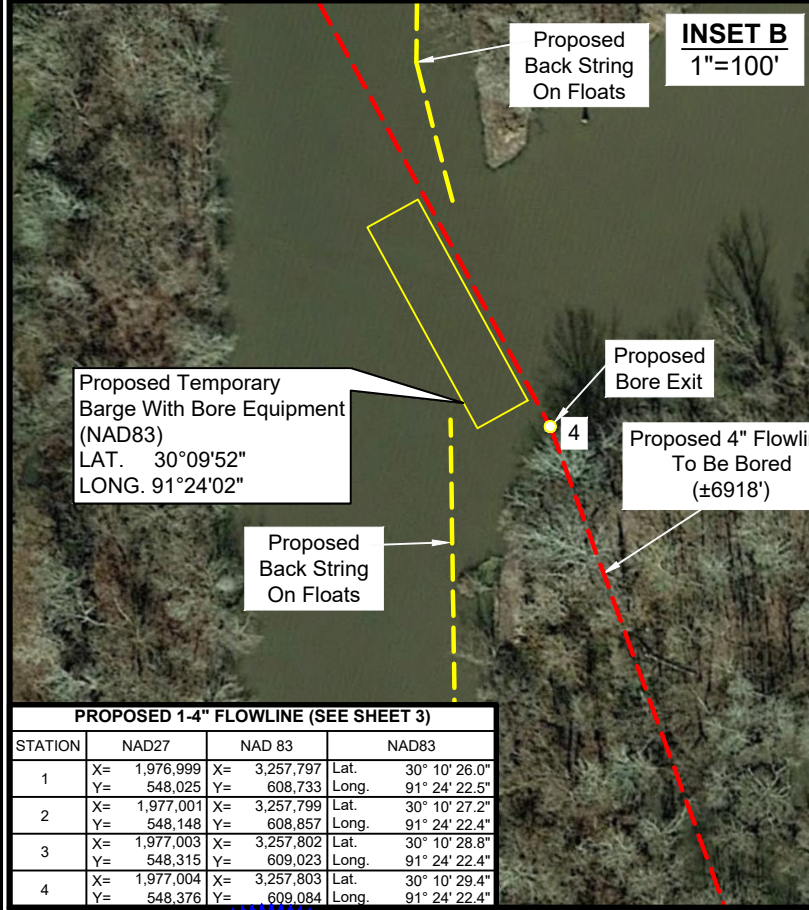 Proposed
Back String
On Floats
INSET B
1"=100'
Proposed
Bore Exit
4
Proposed Temporary
Barge With Bore Equipment
(NAD83)
LAT. 30°09'52"
LONG. 91°24'02"
Proposed 4" Flowli
To Be Bored
(±6918')
Proposed
Back String
On Floats
PROPOSED 1-4" FLOWLINE (SEE SHEET 3)
STATION NAD27 NAD 83 NAD83
1 X= 1,976,999 X= 3,257,797 Lat. 30° 10' 26.0"
Y= 548,025 Y= 608,733 Long. 91° 24' 22.5"
2 X= 1,977,001 X= 3,257,799 Lat. 30° 10' 27.2"
Y= 548,148 Y= 608,857 Long. 91° 24' 22.4"
3 X= 1,977,003 X= 3,257,802 Lat. 30° 10' 28.8"
Y= 548,315 Y= 609,023 Long. 91° 24' 22.4"
4 X= 1,977,004 X= 3,257,803 Lat. 30° 10' 29.4"
Y= 548,376 Y= 609,084 Long. 91° 24' 22.4"